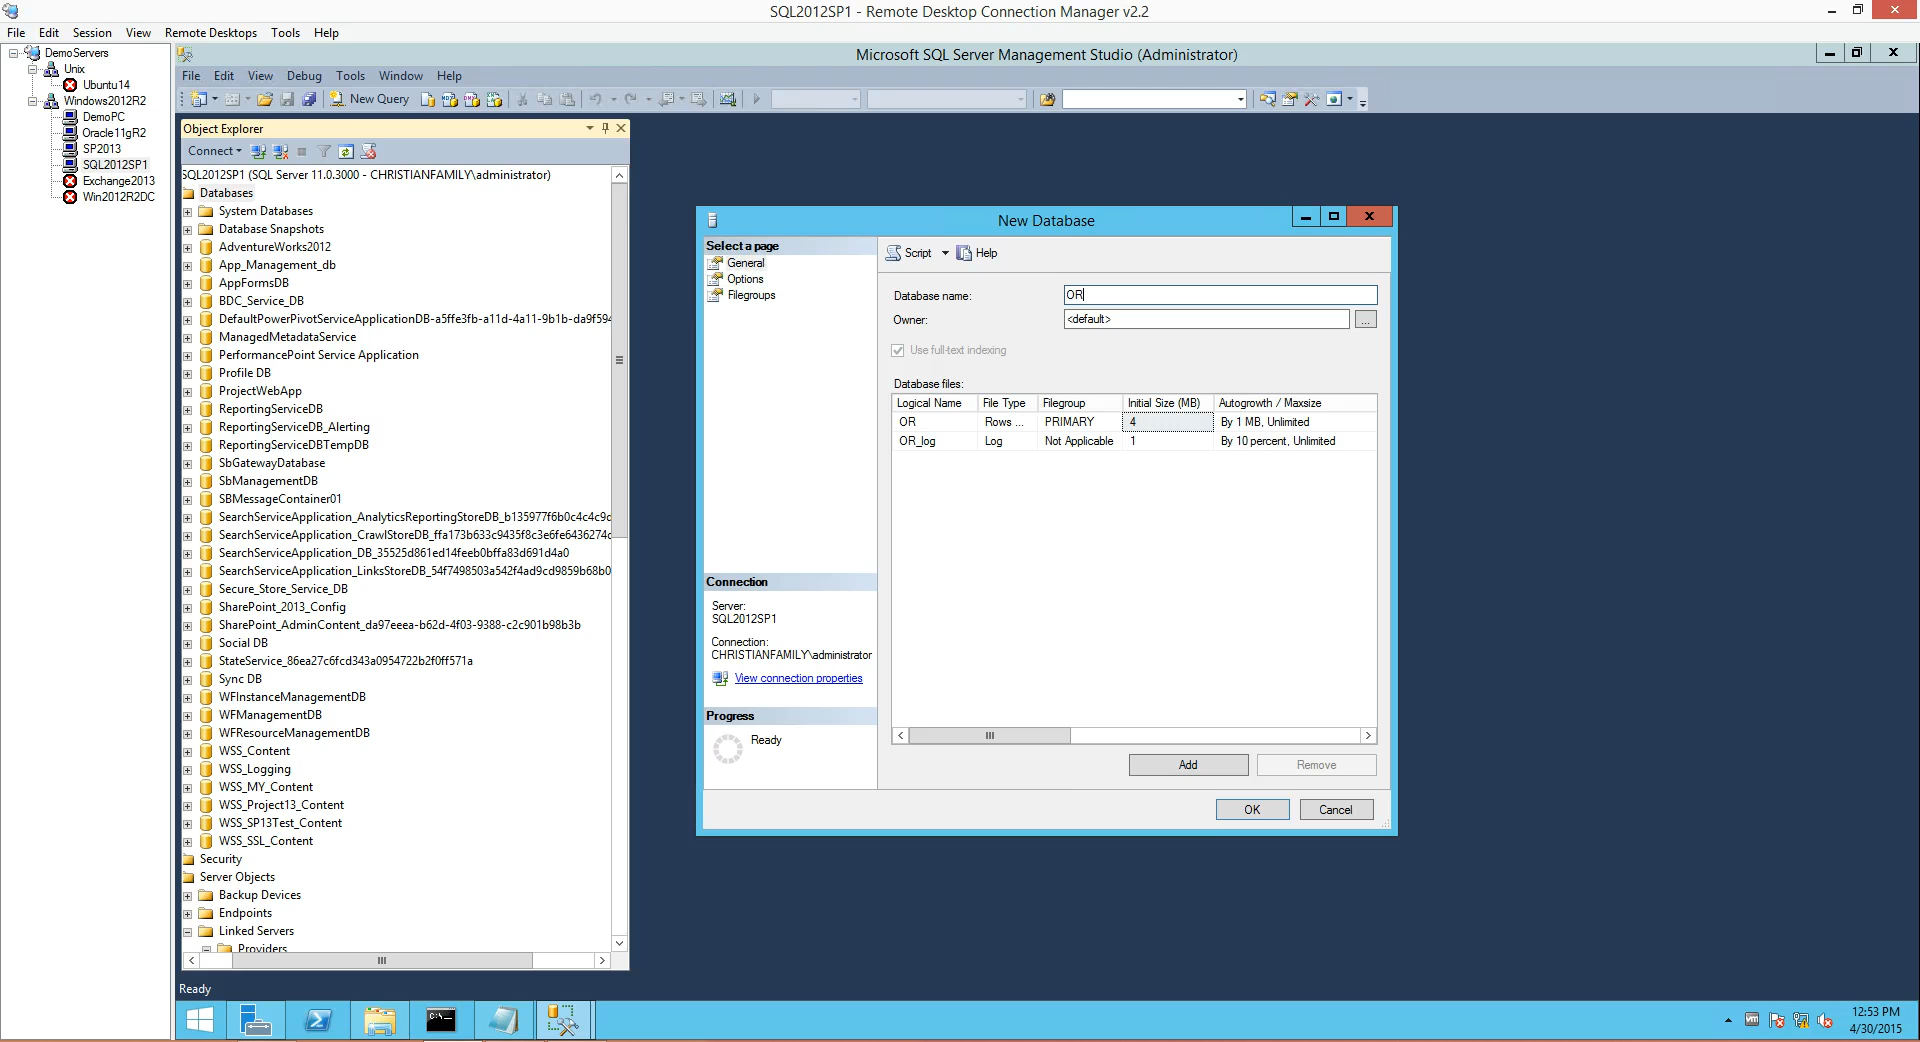 SQL2012SP1 - Remote Desktop Connection Manager v2.2
File Edit Session View Remote Desktops Tools Help
DemoServers
Unix
Ubuntu14
Windows2012R2
DemoPC
Oracle11gR2
SP2013
SQL2012SP1
Exchange2013
Win2012R2DC
Microsoft SQL Server Management Studio (Administrator)
File Edit View Debug Tools Window Help
New Query
Object Explorer
Connect
SQL2012SP1 (SQL Server 11.0.3000 - CHRISTIANFAMILY\administrator)
Databases
System Databases
Database Snapshots
AdventureWorks2012
App_Management_db
AppFormsDB
BDC_Service_DB
DefaultPowerPivotServiceApplicationDB-a5ffe3fb-a11d-4a11-9b1b-da9f594
ManagedMetadataService
PerformancePoint Service Application
Profile DB
ProjectWebApp
ReportingServiceDB
ReportingServiceDB_Alerting
ReportingServiceDBTempDB
SbGatewayDatabase
SbManagementDB
SBMessageContainer01
SearchServiceApplication_AnalyticsReportingStoreDB_b135977f6b0c4c4c9d
SearchServiceApplication_CrawlStoreDB_ffa173b633c9435f8c3e6fe6436274c
SearchServiceApplication_DB_35525d861ed14feeb0bffa83d691d4a0
SearchServiceApplication_LinksStoreDB_54f7498503a542f4ad9cd9859b68b0
Secure_Store_Service_DB
SharePoint_2013_Config
SharePoint_AdminContent_da97eeea-b62d-4f03-9388-c2c901b98b3b
Social DB
StateService_86ea27c6fcd343a0954722b2f0ff571a
Sync DB
WFInstanceManagementDB
WFManagementDB
WFResourceManagementDB
WSS_Content
WSS_Logging
WSS_MY_Content
WSS_Project13_Content
WSS_SP13Test_Content
WSS_SSL_Content
Security
Server Objects
Backup Devices
Endpoints
Linked Servers
Providers
Ready
New Database
Select a page
General
Options
Filegroups
Connection
Server:
SQL2012SP1
Connection:
CHRISTIANFAMILY\administrator
View connection properties
Progress
Ready
Script Help
Database name: OR
Owner: <default> ...
Use full-text indexing
Database files:
Logical Name File Type Filegroup Initial Size (MB) Autogrowth / Maxsize
OR Rows ... PRIMARY 4 By 1 MB, Unlimited
OR_log Log Not Applicable 1 By 10 percent, Unlimited
Add Remove
OK Cancel
12:53 PM
4/30/2015